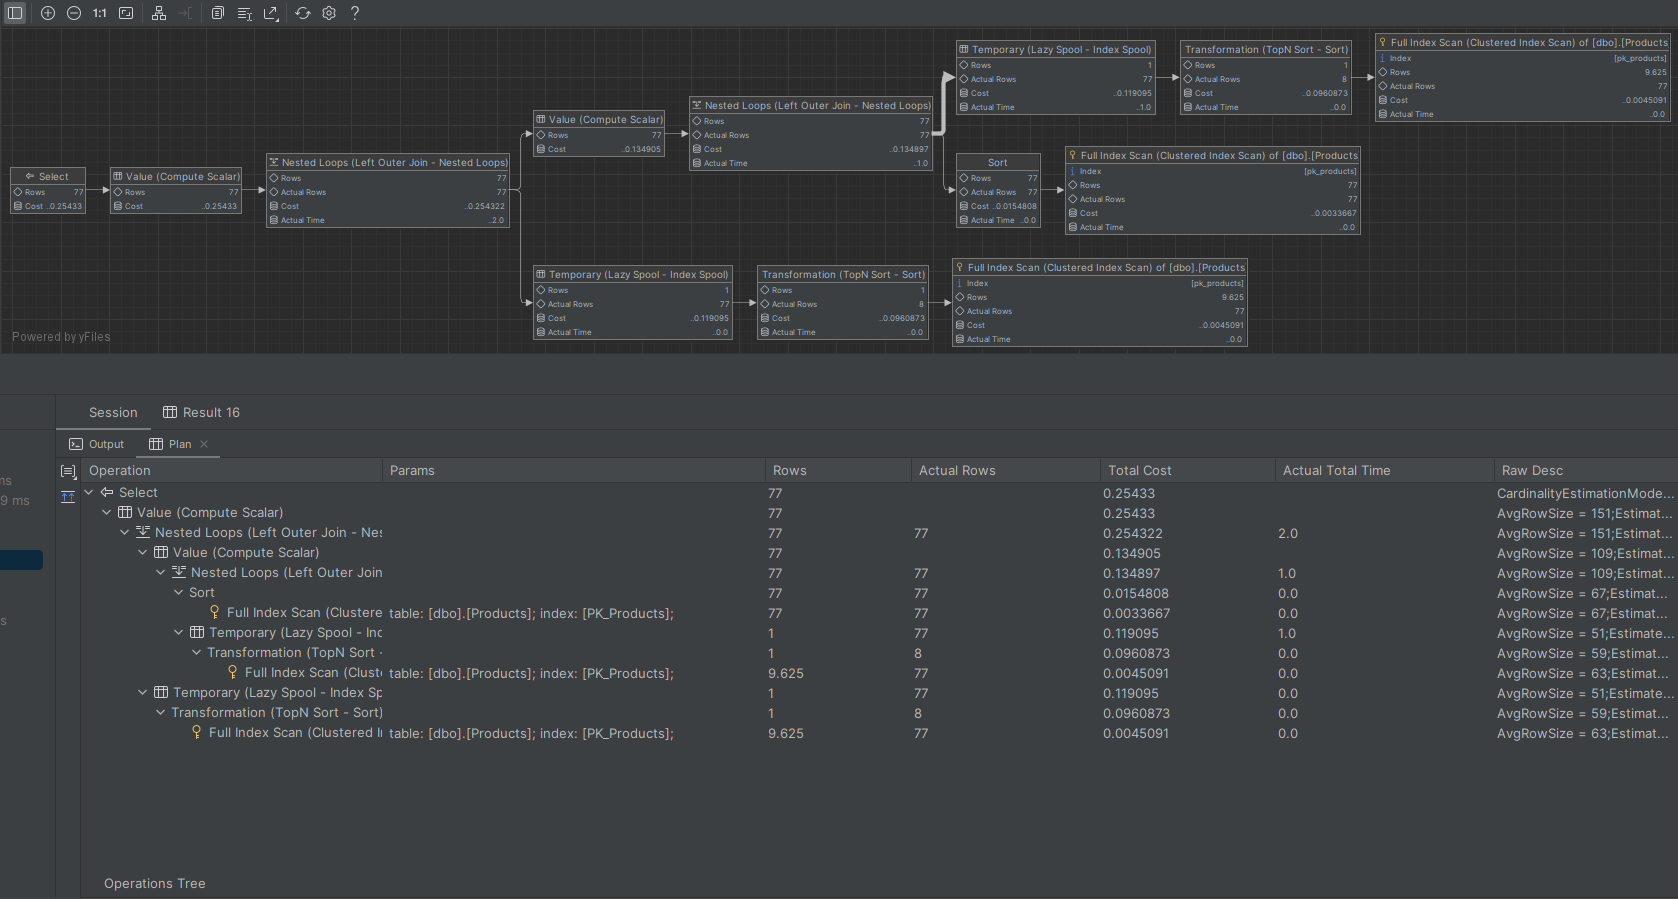 1:1
?
Select
Rows 77
Cost ..0.25433
Value (Compute Scalar)
Rows 77
Cost ..0.25433
Nested Loops (Left Outer Join - Nested Loops)
Rows 77
Actual Rows 77
Cost ..0.254322
Actual Time ..2.0
Value (Compute Scalar)
Rows 77
Cost ..0.134905
Nested Loops (Left Outer Join - Nested Loops)
Rows 77
Actual Rows 77
Cost ..0.134897
Actual Time ..1.0
Temporary (Lazy Spool - Index Spool)
Rows 1
Actual Rows 77
Cost ..0.119095
Actual Time ..1.0
Transformation (TopN Sort - Sort)
Rows 1
Actual Rows 8
Cost ..0.0960873
Actual Time ..0.0
Full Index Scan (Clustered Index Scan) of [dbo].[Products
Index [pk_products]
Rows 9.625
Actual Rows 77
Cost ..0.0045091
Actual Time ..0.0
Sort
Rows 77
Actual Rows 77
Cost ..0.0154808
Actual Time ..0.0
Full Index Scan (Clustered Index Scan) of [dbo].[Products
Index [pk_products]
Rows 77
Actual Rows 77
Cost ..0.0033667
Actual Time ..0.0
Temporary (Lazy Spool - Index Spool)
Rows 1
Actual Rows 77
Cost ..0.119095
Actual Time ..0.0
Transformation (TopN Sort - Sort)
Rows 1
Actual Rows 8
Cost ..0.0960873
Actual Time ..0.0
Full Index Scan (Clustered Index Scan) of [dbo].[Products
Index [pk_products]
Rows 9.625
Actual Rows 77
Cost ..0.0045091
Actual Time ..0.0
Powered by yFiles
Session Result 16
Output Plan
ms
9 ms
s
Operation Params Rows Actual Rows Total Cost Actual Total Time Raw Desc
Select 77 0.25433 CardinalityEstimationMode...
Value (Compute Scalar) 77 0.25433 AvgRowSize = 151;Estimat...
Nested Loops (Left Outer Join - Nes 77 77 0.254322 2.0 AvgRowSize = 151;Estimat...
Value (Compute Scalar) 77 0.134905 AvgRowSize = 109;Estimat...
Nested Loops (Left Outer Join 77 77 0.134897 1.0 AvgRowSize = 109;Estimat...
Sort 77 77 0.0154808 0.0 AvgRowSize = 67;Estimat...
Full Index Scan (Clustere table: [dbo].[Products]; index: [PK_Products]; 77 77 0.0033667 0.0 AvgRowSize = 67;Estimat...
Temporary (Lazy Spool - Inc 1 77 0.119095 1.0 AvgRowSize = 51;Estimate...
Transformation (TopN Sort - 1 8 0.0960873 0.0 AvgRowSize = 59;Estimat...
Full Index Scan (Clust table: [dbo].[Products]; index: [PK_Products]; 9.625 77 0.0045091 0.0 AvgRowSize = 63;Estimat...
Temporary (Lazy Spool - Index Sp 1 77 0.119095 0.0 AvgRowSize = 51;Estimate...
Transformation (TopN Sort - Sort) 1 8 0.0960873 0.0 AvgRowSize = 59;Estimat...
Full Index Scan (Clustered I table: [dbo].[Products]; index: [PK_Products]; 9.625 77 0.0045091 0.0 AvgRowSize = 63;Estimat...
Operations Tree